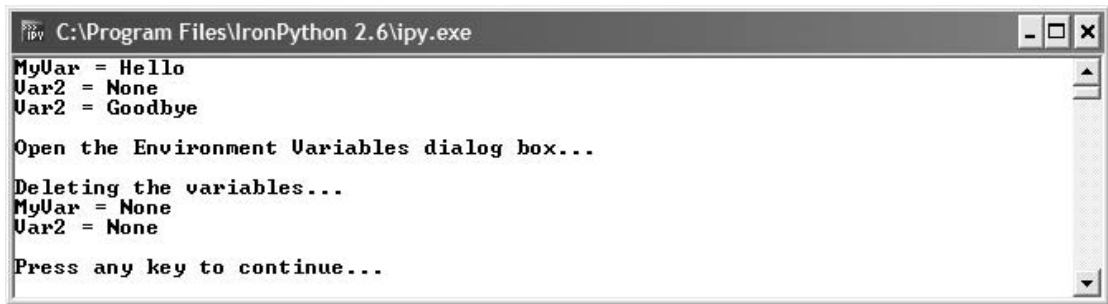 C:\Program Files\IronPython 2.6\ipy.exe
MyVar = Hello
Var2 = None
Var2 = Goodbye
Open the Environment Variables dialog box...
Deleting the variables...
MyVar = None
Var2 = None
Press any key to continue...